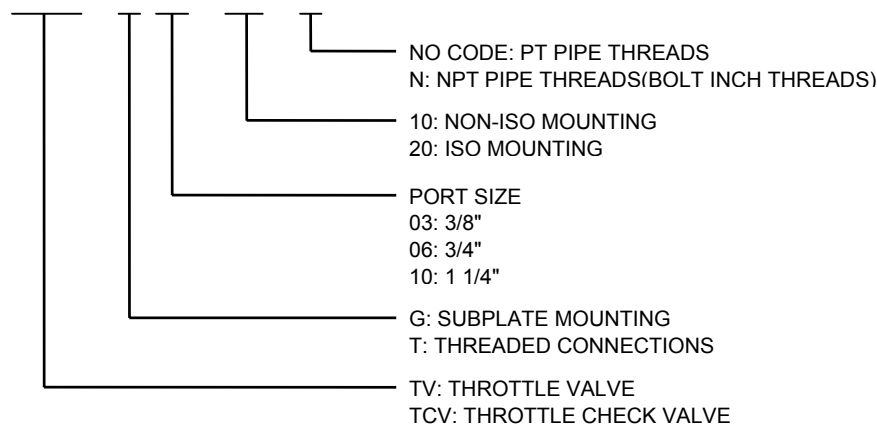 NO CODE: PT PIPE THREADS
N: NPT PIPE THREADS(BOLT INCH THREADS)
10: NON-ISO MOUNTING
20: ISO MOUNTING
PORT SIZE
03: 3/8"
06: 3/4"
10: 1 1/4"
G: SUBPLATE MOUNTING
T: THREADED CONNECTIONS
TV: THROTTLE VALVE
TCV: THROTTLE CHECK VALVE